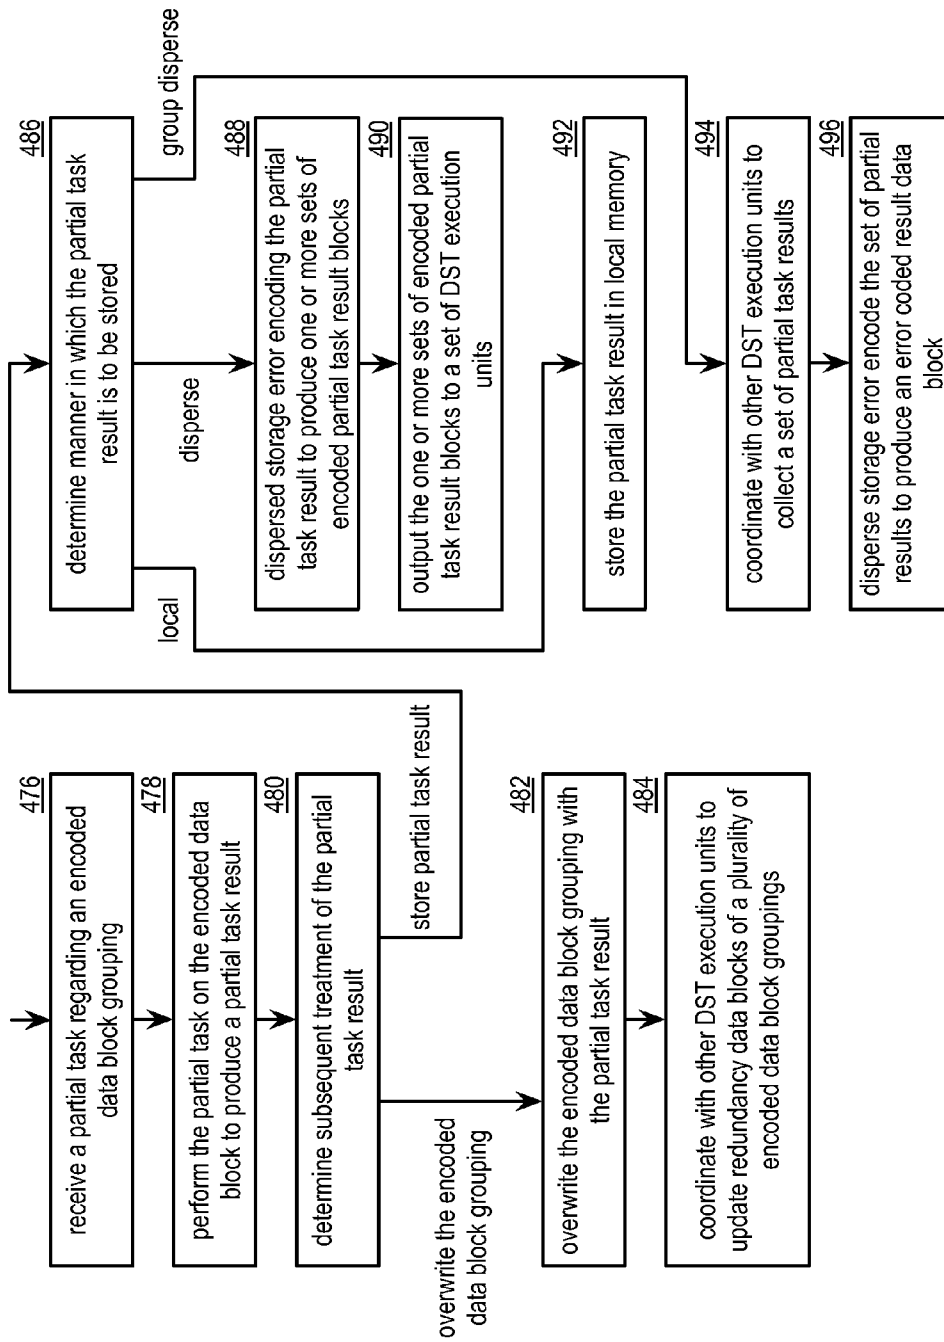 476
receive a partial task regarding an encoded
data block grouping
478
perform the partial task on the encoded data
block to produce a partial task result
480
determine subsequent treatment of the partial
task result
overwrite the encoded
data block grouping
store partial task result
482
overwrite the encoded data block grouping with
the partial task result
484
coordinate with other DST execution units to
update redundancy data blocks of a plurality of
encoded data block groupings
486
determine manner in which the partial task
result is to be stored
local
disperse
group disperse
488
dispersed storage error encoding the partial
task result to produce one or more sets of
encoded partial task result blocks
490
output the one or more sets of encoded partial
task result blocks to a set of DST execution
units
492
store the partial task result in local memory
494
coordinate with other DST execution units to
collect a set of partial task results
496
disperse storage error encode the set of partial
results to produce an error coded result data
block